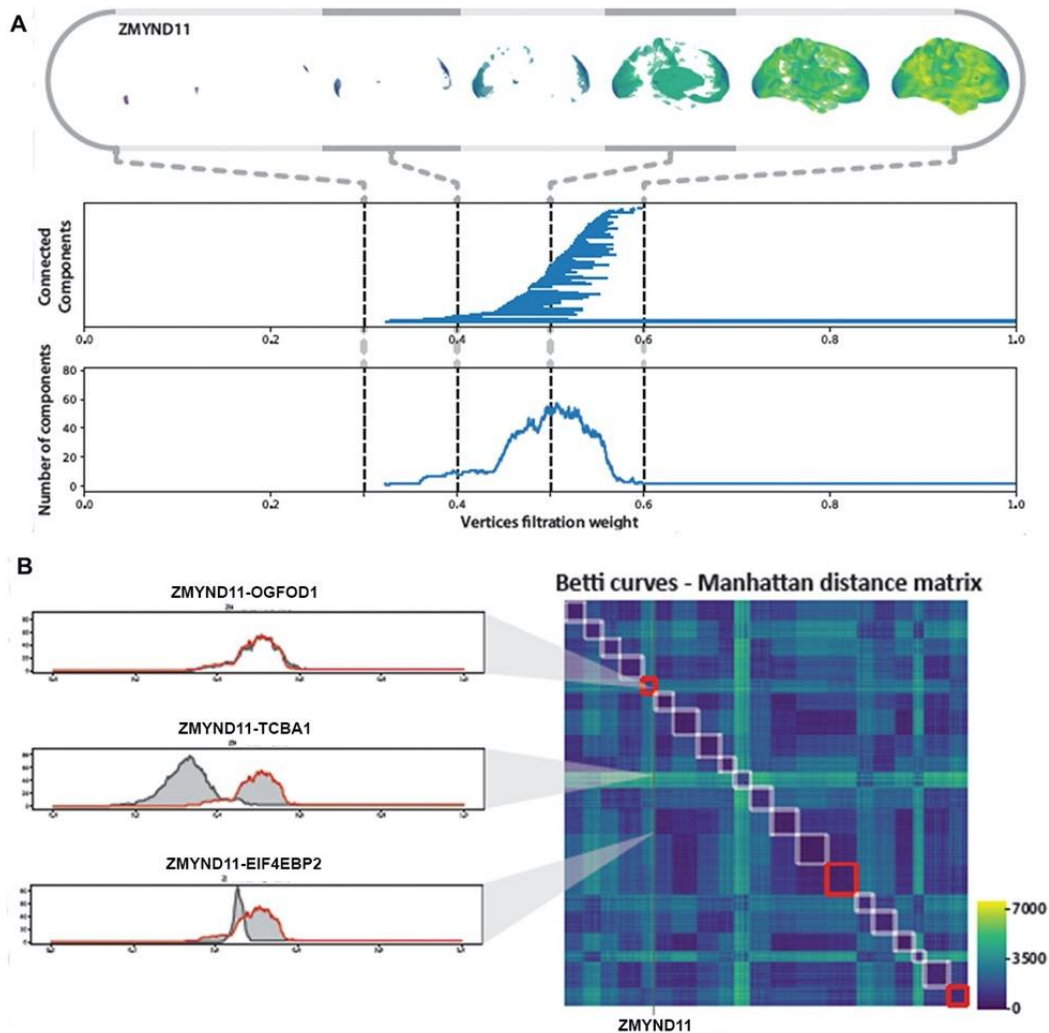 A
ZMYND11
Connected
Components
0.0 0.2 0.4 0.6 0.8 1.0
Number of components
80
60
40
20
0
0.0 0.2 0.4 0.6 0.8 1.0
Vertices filtration weight
B
Betti curves - Manhattan distance matrix
ZMYND11-OGFOD1
ZMYND11-TCBA1
ZMYND11-EIF4EBP2
7000
3500
0
ZMYND11